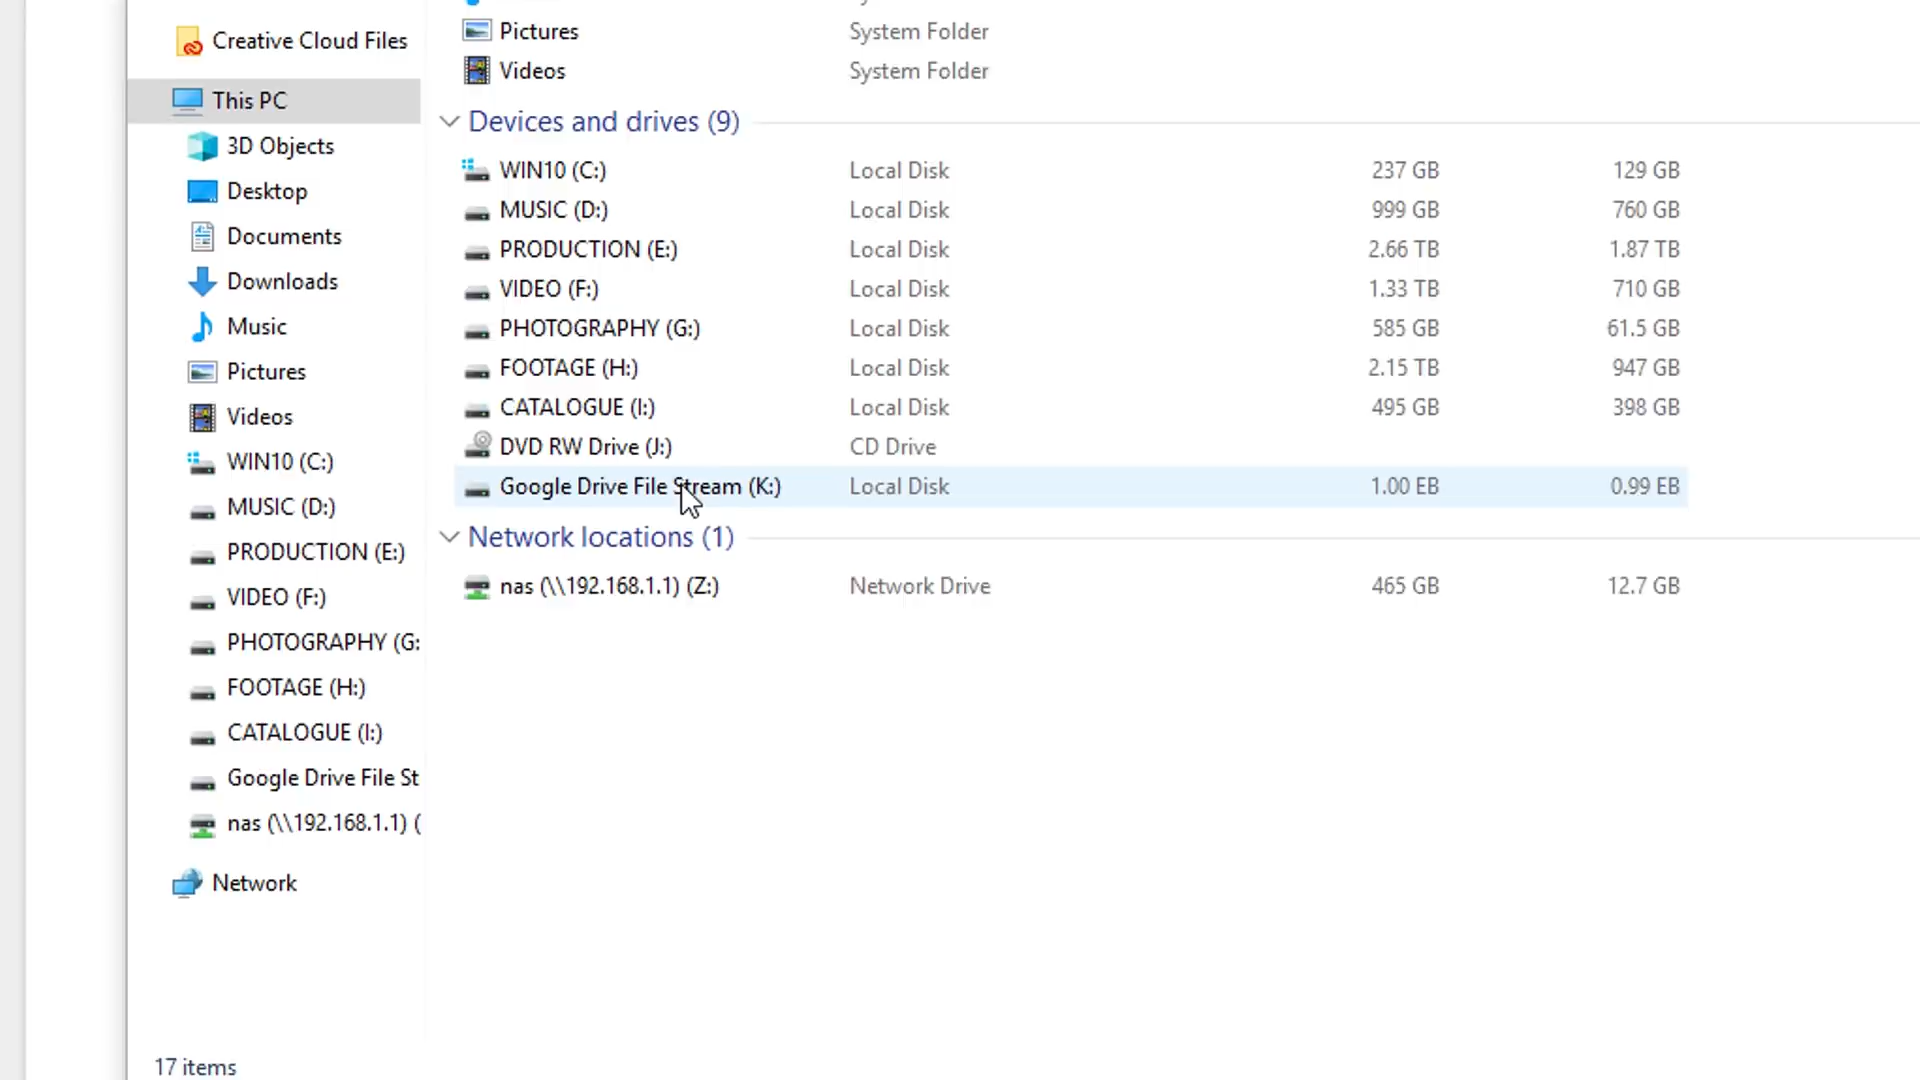 Creative Cloud Files
This PC
3D Objects
Desktop
Documents
Downloads
Music
Pictures
Videos
WIN10 (C:)
MUSIC (D:)
PRODUCTION (E:)
VIDEO (F:)
PHOTOGRAPHY (G:
FOOTAGE (H:)
CATALOGUE (I:)
Google Drive File St
nas (\\192.168.1.1) (
Network
Pictures System Folder
Videos System Folder
Devices and drives (9)
WIN10 (C:) Local Disk 237 GB 129 GB
MUSIC (D:) Local Disk 999 GB 760 GB
PRODUCTION (E:) Local Disk 2.66 TB 1.87 TB
VIDEO (F:) Local Disk 1.33 TB 710 GB
PHOTOGRAPHY (G:) Local Disk 585 GB 61.5 GB
FOOTAGE (H:) Local Disk 2.15 TB 947 GB
CATALOGUE (I:) Local Disk 495 GB 398 GB
DVD RW Drive (J:) CD Drive
Google Drive File Stream (K:) Local Disk 1.00 EB 0.99 EB
Network locations (1)
nas (\\192.168.1.1) (Z:) Network Drive 465 GB 12.7 GB
17 items